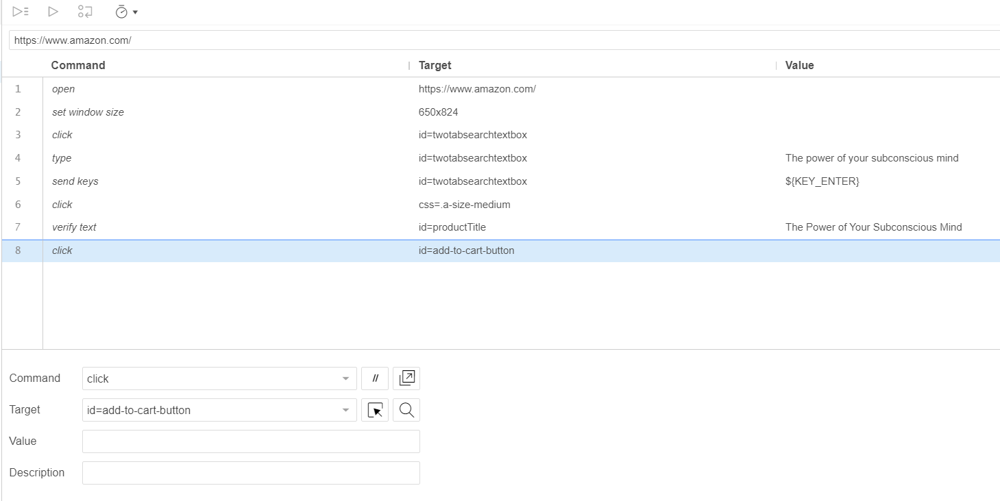 https://www.amazon.com/
Command Target Value
1 open https://www.amazon.com/
2 set window size 650x824
3 click id=twotabsearchtextbox
4 type id=twotabsearchtextbox The power of your subconscious mind
5 send keys id=twotabsearchtextbox ${KEY_ENTER}
6 click css=.a-size-medium
7 verify text id=productTitle The Power of Your Subconscious Mind
8 click id=add-to-cart-button
Command click //
Target id=add-to-cart-button
Value
Description